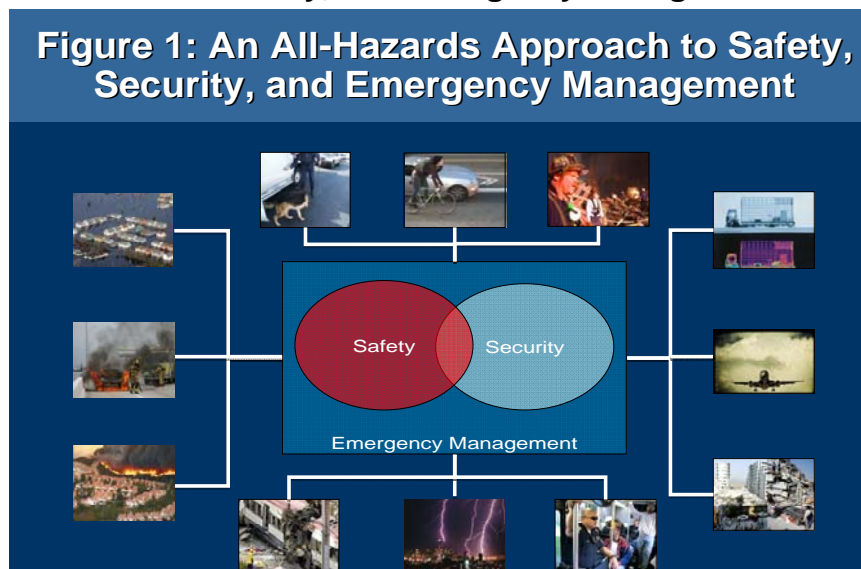 Figure 1: An All-Hazards Approach to Safety,
Security, and Emergency Management
Safety
Security
Emergency Management